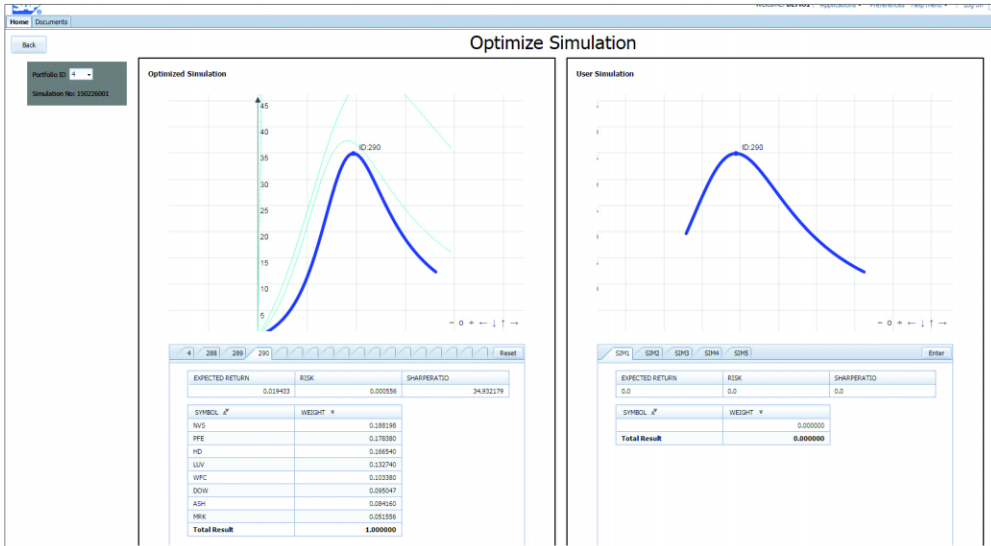 Welcome: DEMO1 Applications Preferences Help menu Log off
Home Documents
Back
Optimize Simulation
Portfolio ID 4
Simulation No: 150226001
Optimized Simulation
45
40
35
30
25
20
15
10
5
ID:290
- o + ← ↓ ↑ →
4 288 289 290 Reset
EXPECTED RETURN RISK SHARPERATIO
0.019433 0.000556 34.932179
SYMBOL WEIGHT
NVS 0.188198
PFE 0.178380
HD 0.166540
LUV 0.132740
WFC 0.103380
DOW 0.095047
ASH 0.084160
MRK 0.051556
Total Result 1.000000
User Simulation
ID:290
- o + ← ↓ ↑ →
SIM1 SIM2 SIM3 SIM4 SIM5 Enter
EXPECTED RETURN RISK SHARPERATIO
0.0 0.0 0.0
SYMBOL WEIGHT
0.000000
Total Result 0.000000